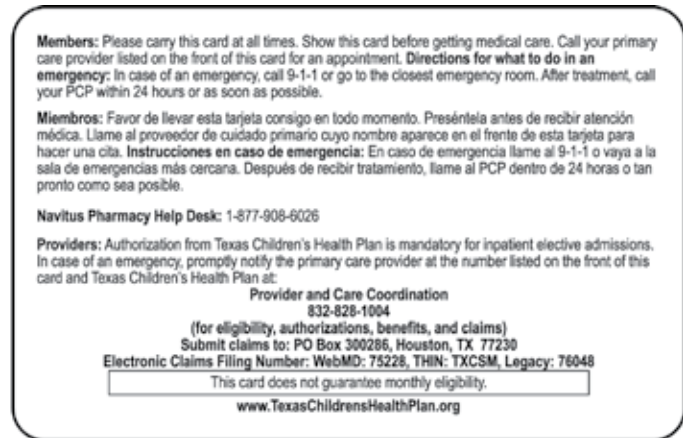 Members: Please carry this card at all times. Show this card before getting medical care. Call your primary
care provider listed on the front of this card for an appointment. Directions for what to do in an
emergency: In case of an emergency, call 9-1-1 or go to the closest emergency room. After treatment, call
your PCP within 24 hours or as soon as possible.
Miembros: Favor de llevar esta tarjeta consigo en todo momento. Preséntela antes de recibir atención
médica. Llame al proveedor de cuidado primario cuyo nombre aparece en el frente de esta tarjeta para
hacer una cita. Instrucciones en caso de emergencia: En caso de emergencia llame al 9-1-1 o vaya a la
sala de emergencias más cercana. Después de recibir tratamiento, llame al PCP dentro de 24 horas o tan
pronto como sea posible.
Navitus Pharmacy Help Desk: 1-877-908-6026
Providers: Authorization from Texas Children's Health Plan is mandatory for inpatient elective admissions.
In case of an emergency, promptly notify the primary care provider at the number listed on the front of this
card and Texas Children's Health Plan at:
Provider and Care Coordination
832-828-1004
(for eligibility, authorizations, benefits, and claims)
Submit claims to: PO Box 300286, Houston, TX 77230
Electronic Claims Filing Number: WebMD: 75228, THIN: TXCSM, Legacy: 76048
This card does not guarantee monthly eligibility.
www.TexasChildrensHealthPlan.org